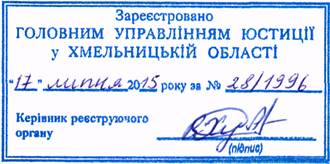 Зареєстровано
ГОЛОВНИМ УПРАВЛІННЯМ ЮСТИЦІЇ
у ХМЕЛЬНИЦЬКІЙ ОБЛАСТІ
"17" липня 2015 року за № 28/1996
Керівник реєструючого
органу
(підпис)